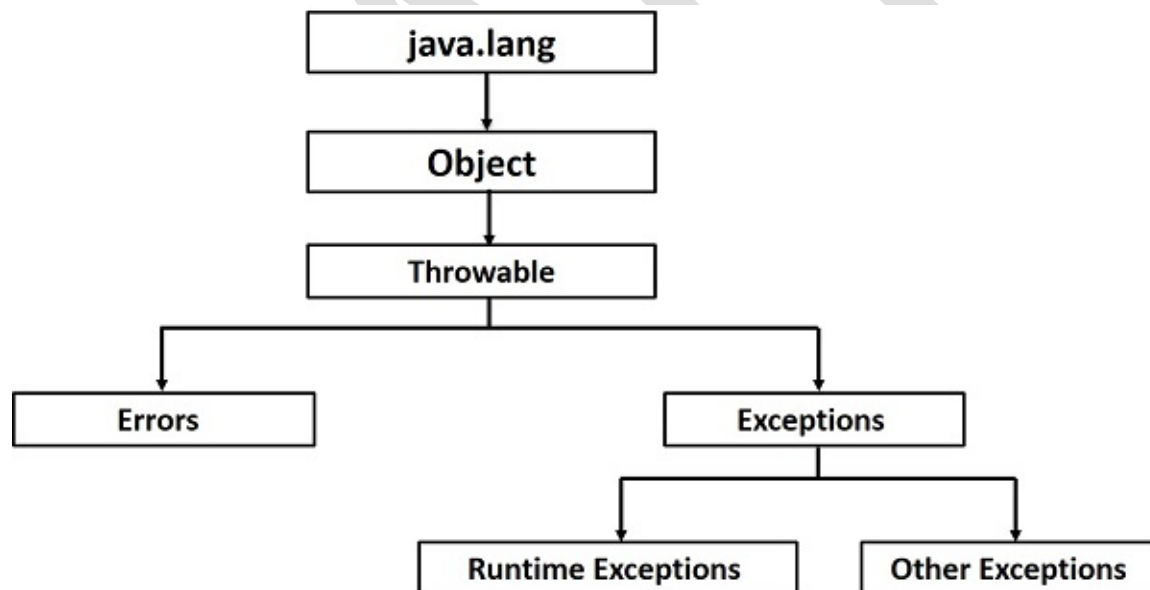 java.lang
Object
Throwable
Errors
Exceptions
Runtime Exceptions
Other Exceptions